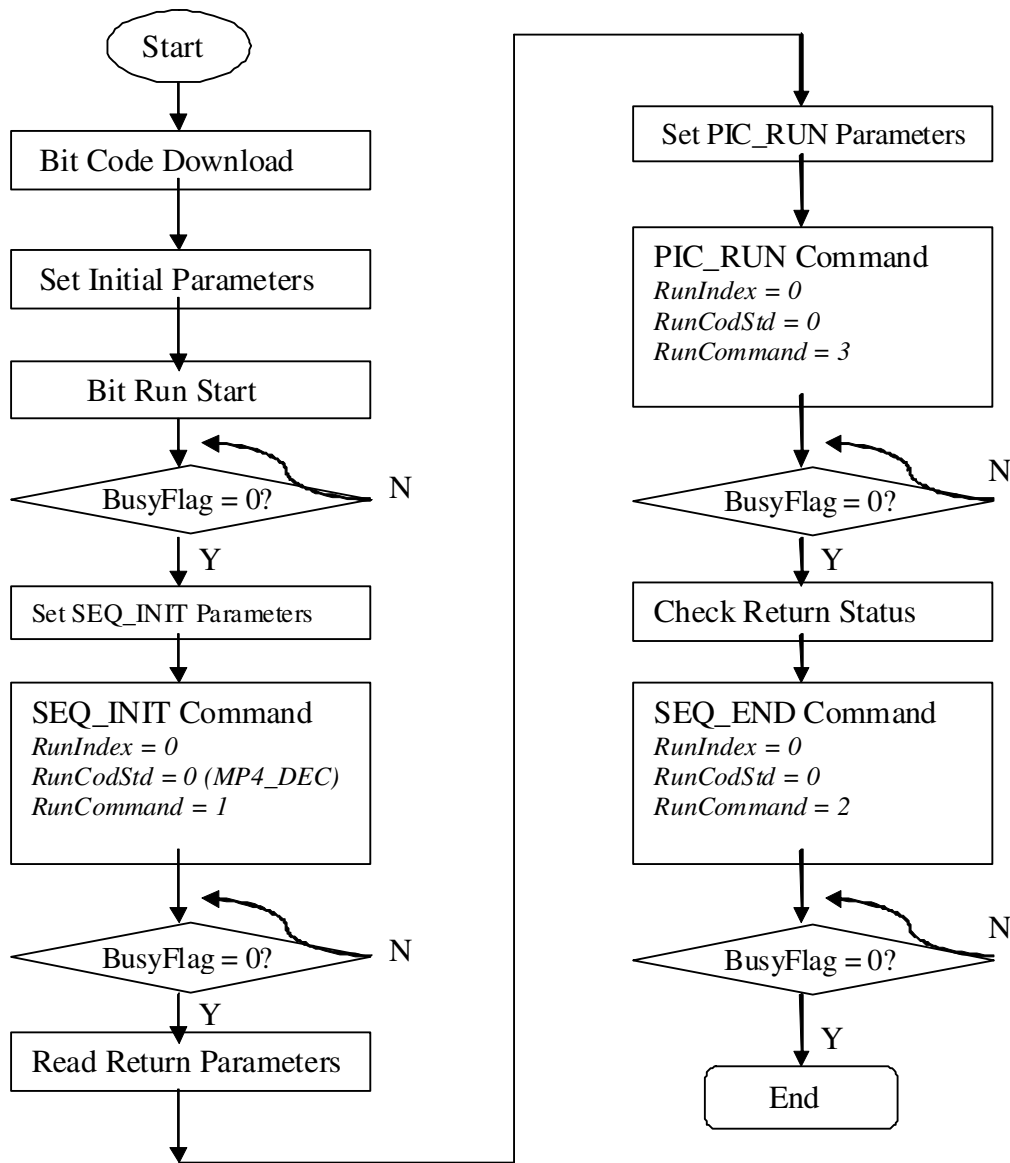 Start
Bit Code Download
Set Initial Parameters
Bit Run Start
BusyFlag = 0?
N
Y
Set SEQ_INIT Parameters
SEQ_INIT Command
RunIndex = 0
RunCodStd = 0 (MP4_DEC)
RunCommand = 1
BusyFlag = 0?
N
Y
Read Return Parameters
Set PIC_RUN Parameters
PIC_RUN Command
RunIndex = 0
RunCodStd = 0
RunCommand = 3
BusyFlag = 0?
N
Y
Check Return Status
SEQ_END Command
RunIndex = 0
RunCodStd = 0
RunCommand = 2
BusyFlag = 0?
N
Y
End